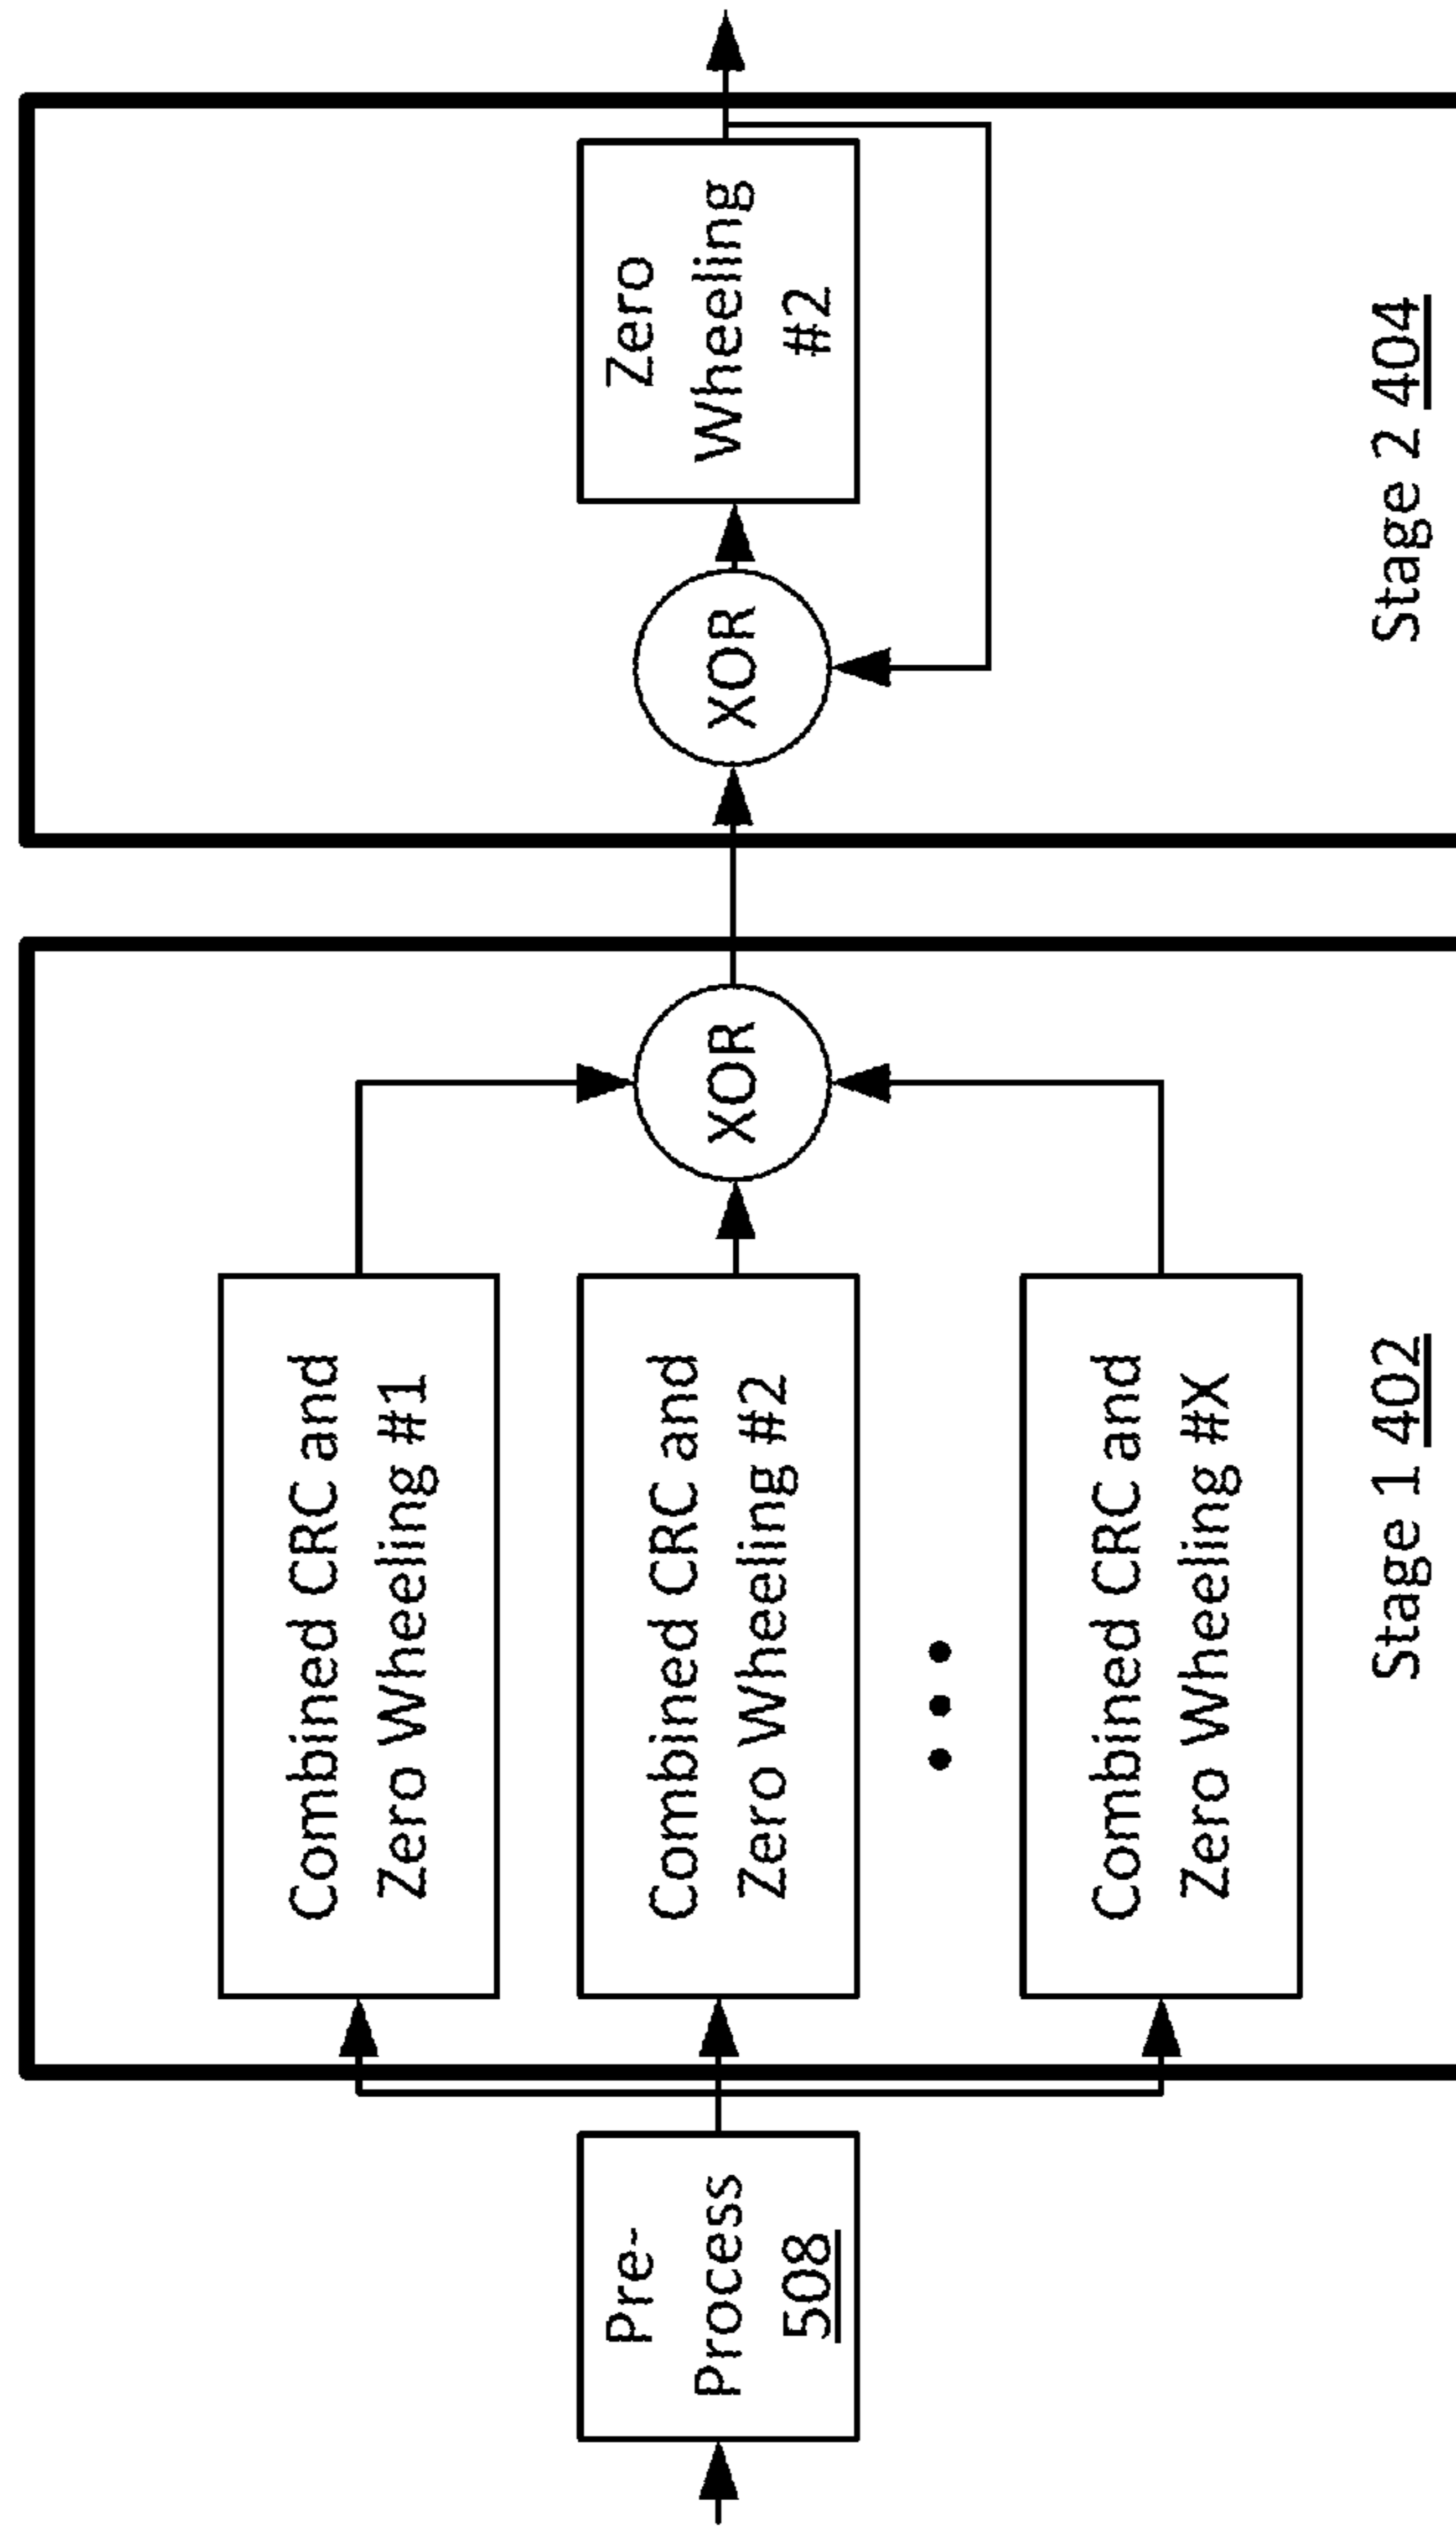 Pre-
Process
508
Combined CRC and
Zero Wheeling #1
Combined CRC and
Zero Wheeling #2
Combined CRC and
Zero Wheeling #X
XOR
Stage 1 402
XOR
Zero
Wheeling
#2
Stage 2 404